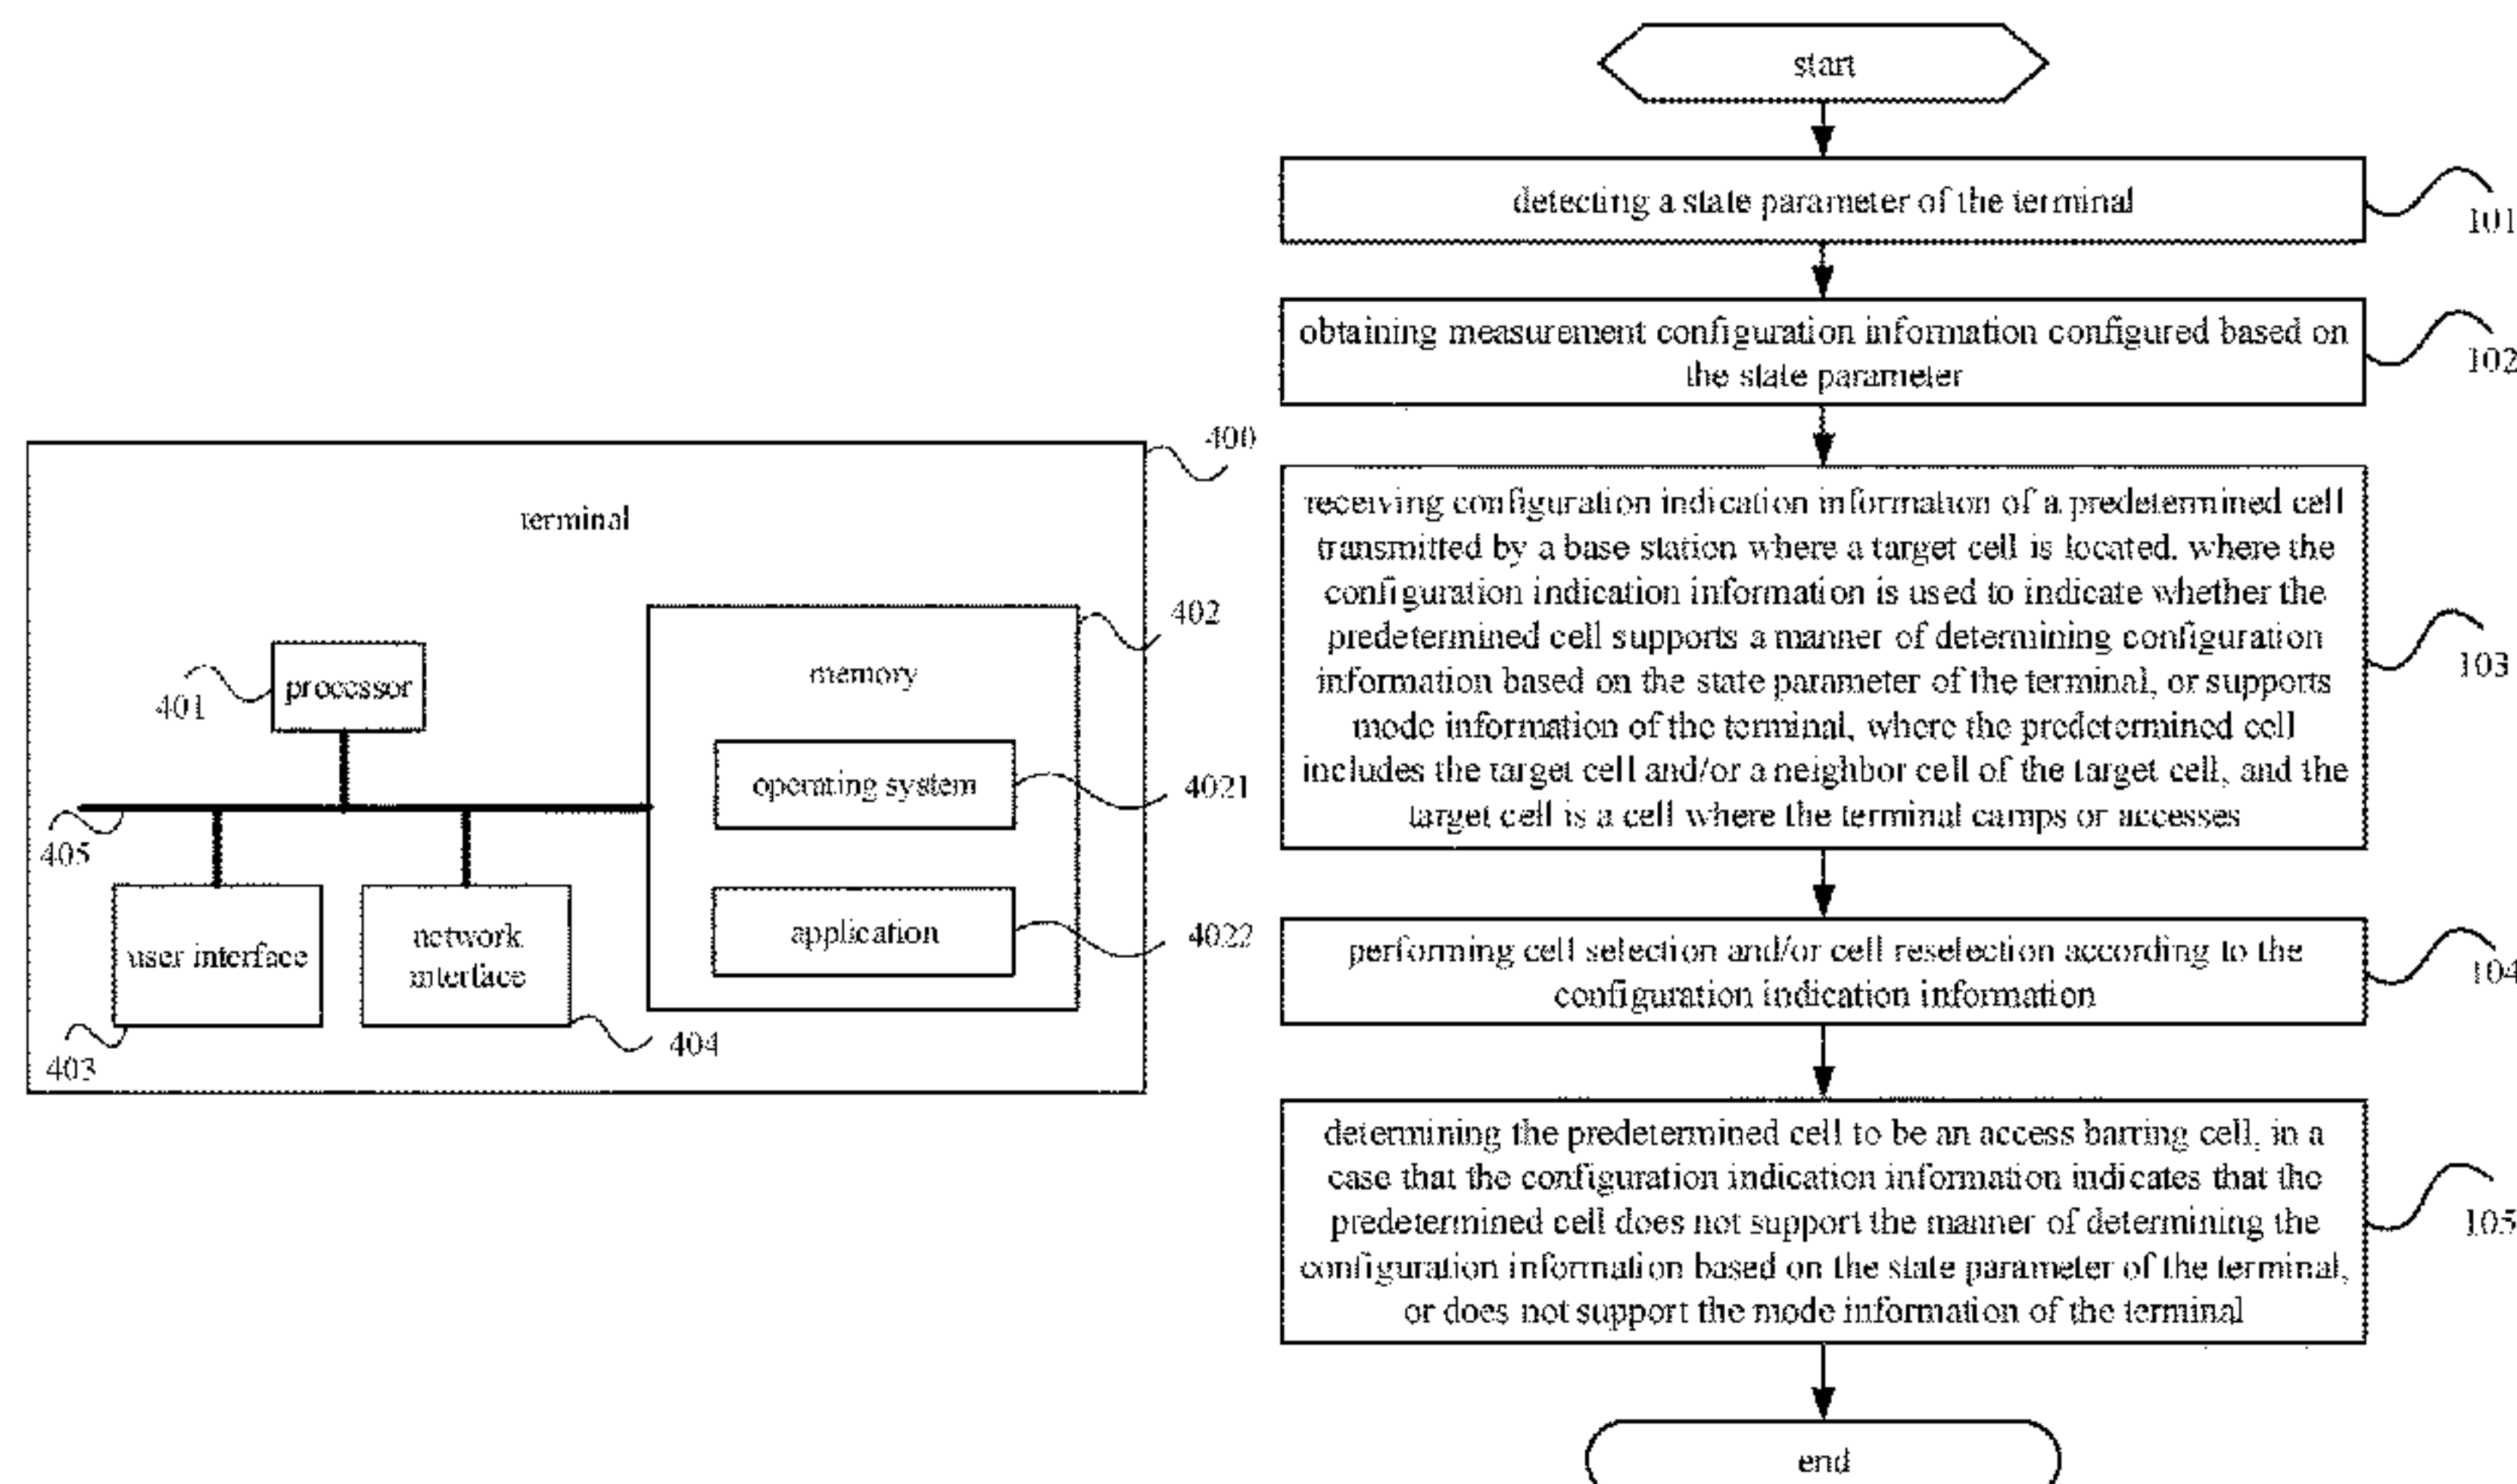 400
terminal
402
memory
processor
401
operating system
4021
405
application
4022
user interface
network
interface
403
404
start
detecting a state parameter of the terminal
101
obtaining measurement configuration information configured based on
the state parameter
102
receiving configuration indication information of a predetermined cell
transmitted by a base station where a target cell is located, where the
configuration indication information is used to indicate whether the
predetermined cell supports a manner of determining configuration
information based on the state parameter of the terminal, or supports
mode information of the terminal, where the predetermined cell
includes the target cell and/or a neighbor cell of the target cell, and the
target cell is a cell where the terminal camps or accesses
103
performing cell selection and/or cell reselection according to the
configuration indication information
104
determining the predetermined cell to be an access barring cell, in a
case that the configuration indication information indicates that the
predetermined cell does not support the manner of determining the
configuration information based on the state parameter of the terminal,
or does not support the mode information of the terminal
105
end